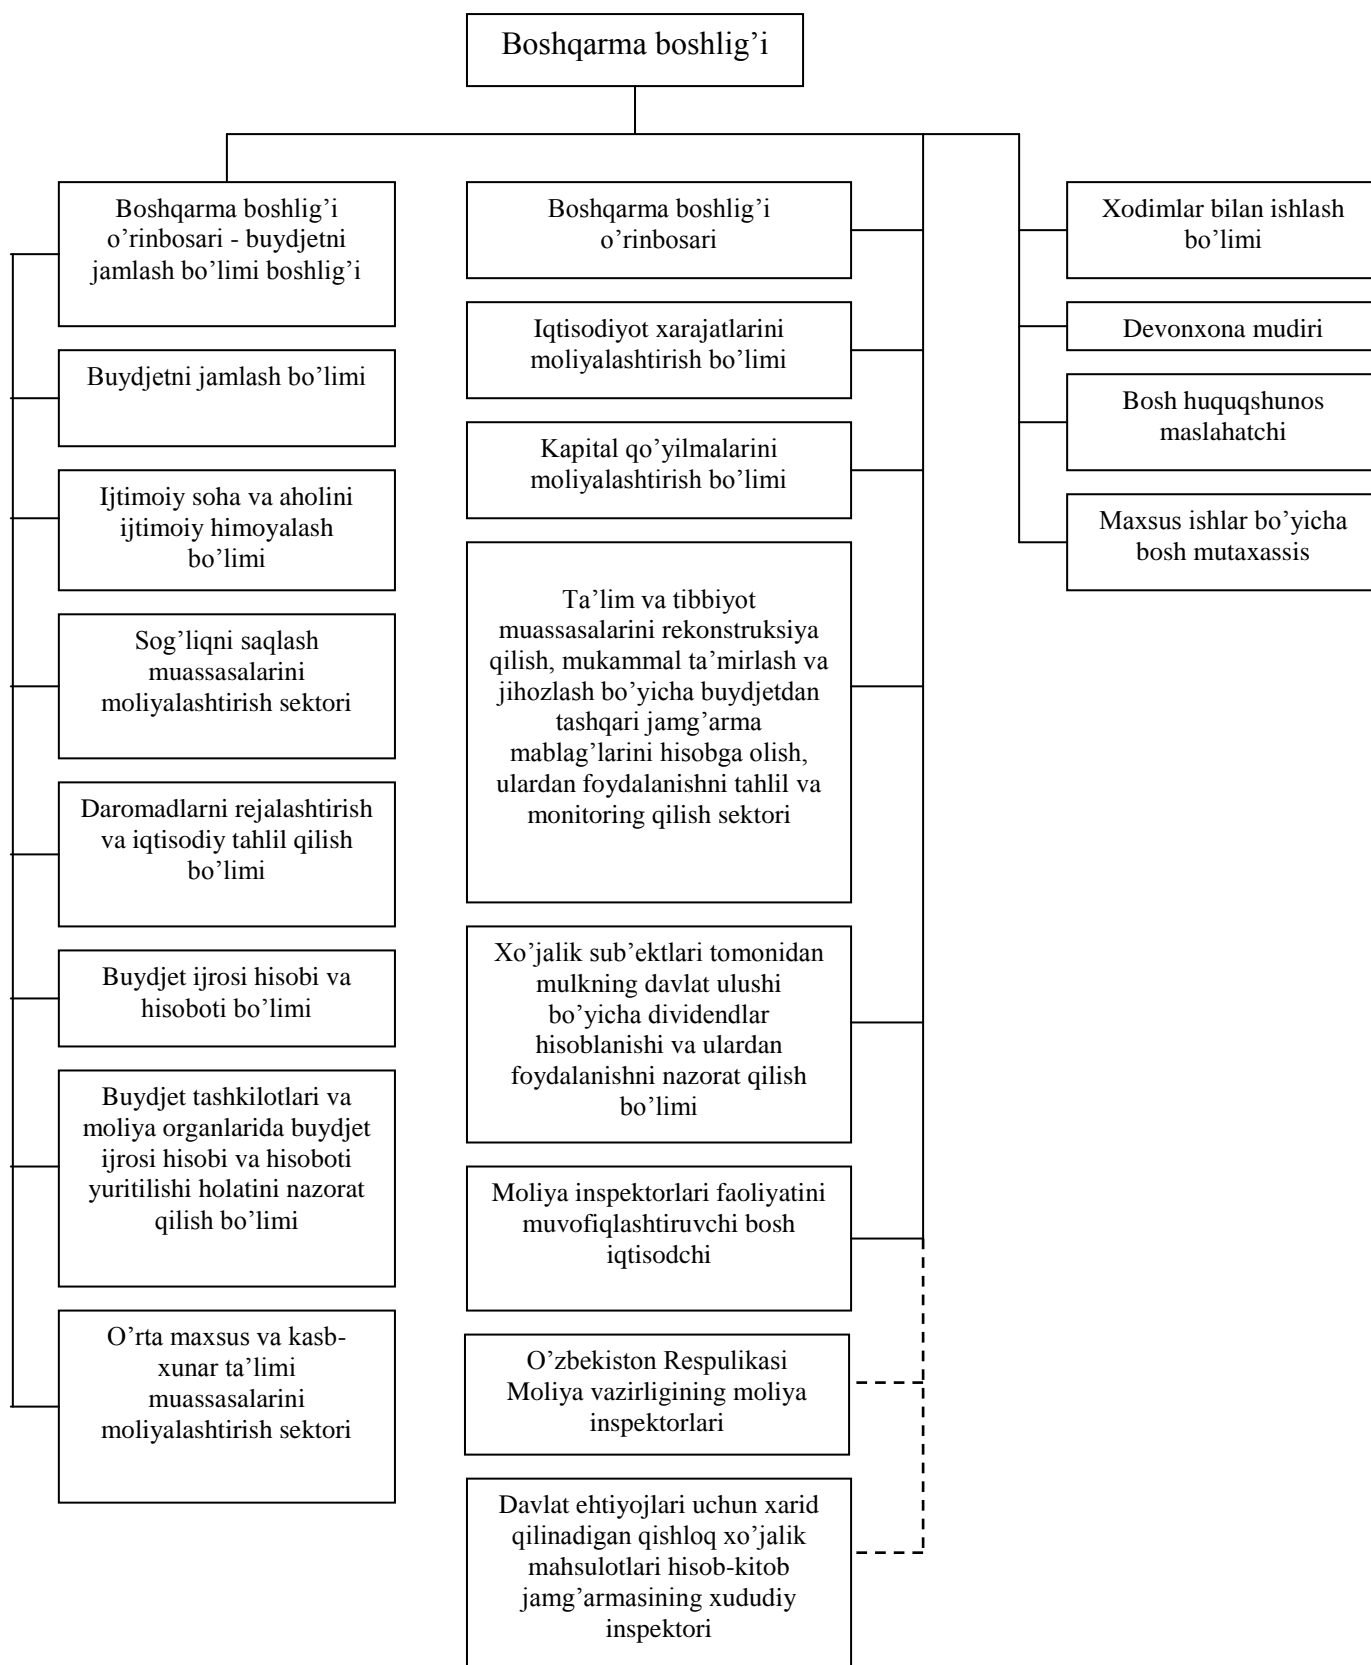 Boshqarma boshlig’i
Boshqarma boshlig’i
o’rinbosari - buydjetni
jamlash bo’limi boshlig’i
Buydjetni jamlash bo’limi
Ijtimoiy soha va aholini
ijtimoiy himoyalash
bo’limi
Sog’liqni saqlash
muassasalarini
moliyalashtirish sektori
Daromadlarni rejalashtirish
va iqtisodiy tahlil qilish
bo’limi
Buydjet ijrosi hisobi va
hisoboti bo’limi
Buydjet tashkilotlari va
moliya organlarida buydjet
ijrosi hisobi va hisoboti
yuritilishi holatini nazorat
qilish bo’limi
O’rta maxsus va kasb-
xunar ta’limi
muassasalarini
moliyalashtirish sektori
Boshqarma boshlig’i
o’rinbosari
Iqtisodiyot xarajatlarini
moliyalashtirish bo’limi
Kapital qo’yilmalarini
moliyalashtirish bo’limi
Ta’lim va tibbiyot
muassasalarini rekonstruksiya
qilish, mukammal ta’mirlash va
jihozlash bo’yicha buydjetdan
tashqari jamg’arma
mablag’larini hisobga olish,
ulardan foydalanishni tahlil va
monitoring qilish sektori
Xo’jalik sub’ektlari tomonidan
mulkning davlat ulushi
bo’yicha dividendlar
hisoblanishi va ulardan
foydalanishni nazorat qilish
bo’limi
Moliya inspektorlari faoliyatini
muvofiqlashtiruvchi bosh
iqtisodchi
O’zbekiston Respulikasi
Moliya vazirligining moliya
inspektorlari
Davlat ehtiyojlari uchun xarid
qilinadigan qishloq xo’jalik
mahsulotlari hisob-kitob
jamg’armasining xududiy
inspektori
Xodimlar bilan ishlash
bo’limi
Devonxona mudiri
Bosh huquqshunos
maslahatchi
Maxsus ishlar bo’yicha
bosh mutaxassis